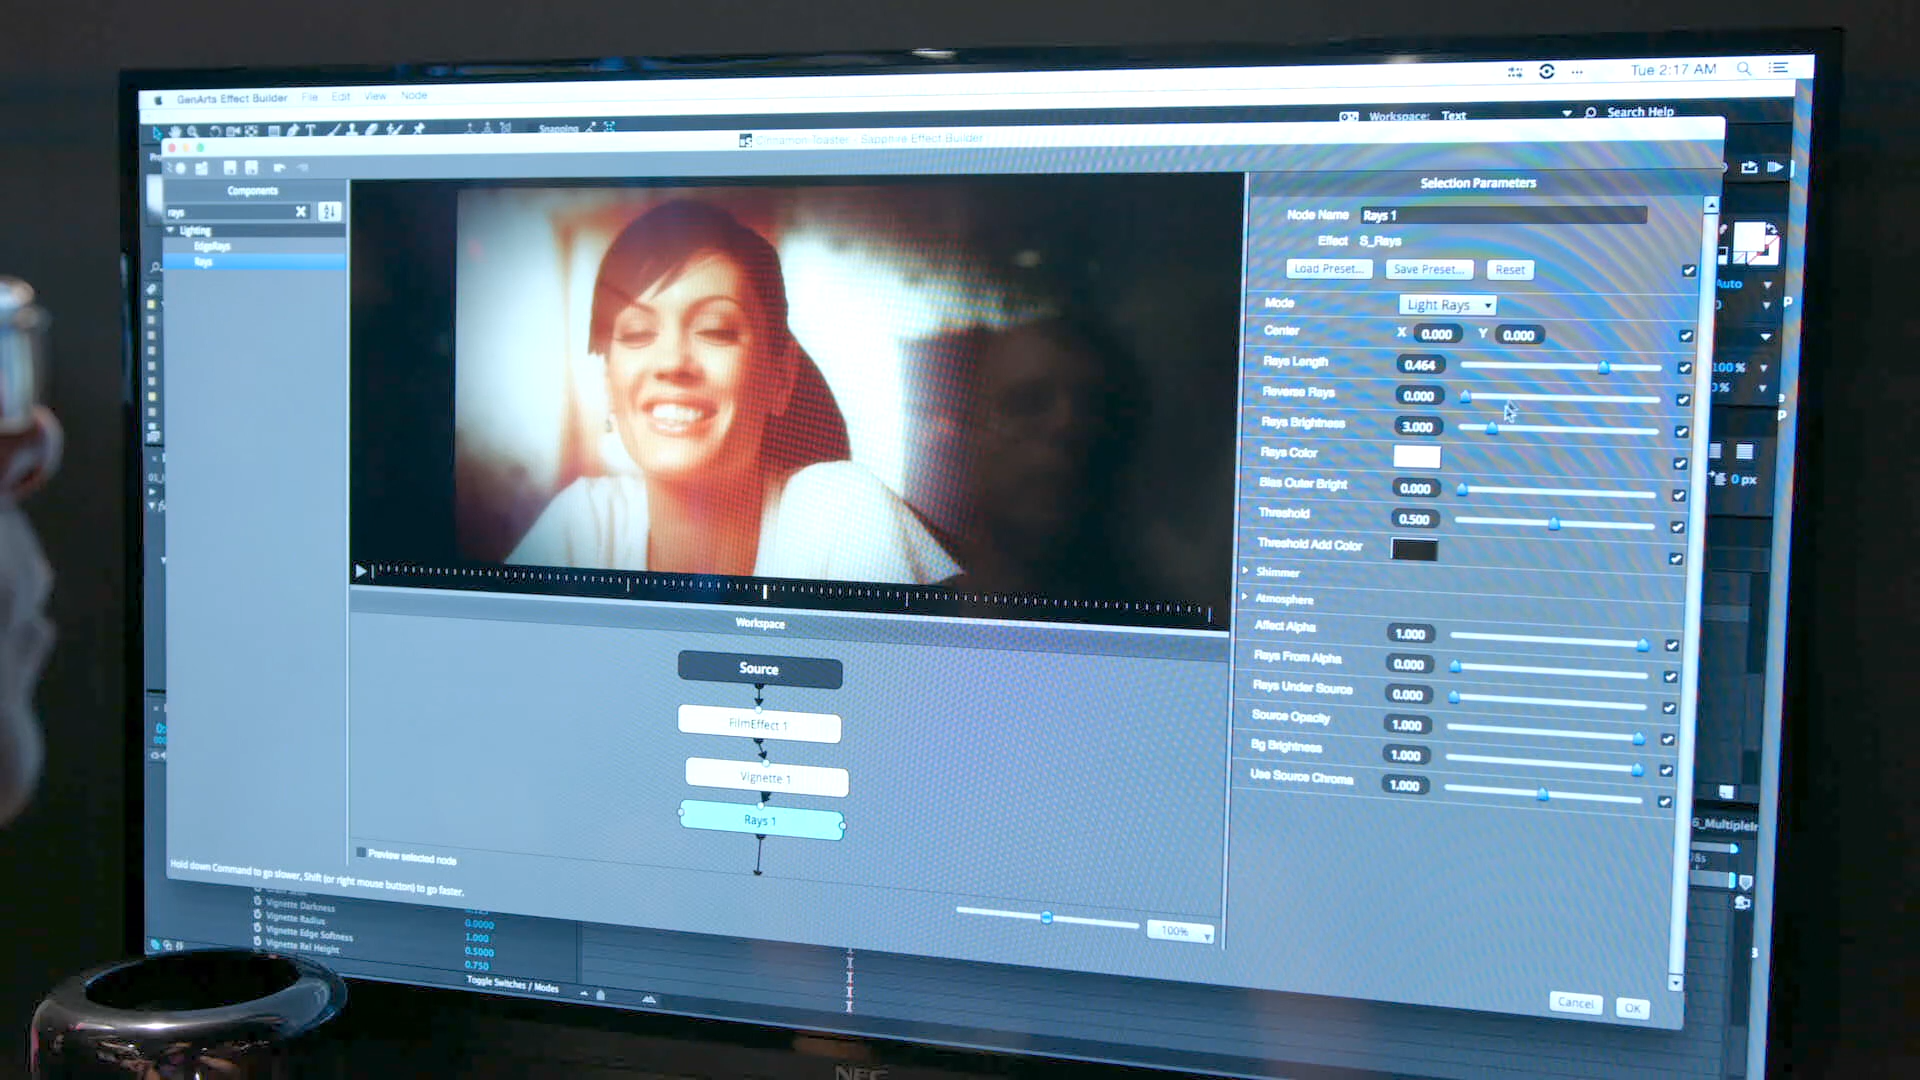 Tue 2:17 AM
GenArts Effect Builder File Edit View Node
Snapping
Workspace: Text
Search Help
Cinnamon Toaster - Sapphire Effect Builder
Components
rays
Lighting
EdgeRays
Rays
Selection Parameters
Node Name Rays 1
Effect S_Rays
Load Preset... Save Preset... Reset
Mode Light Rays
Center X 0.000 Y 0.000
Rays Length 0.464
Reverse Rays 0.000
Rays Brightness 3.000
Rays Color
Bias Outer Bright 0.000
Threshold 0.500
Threshold Add Color
Shimmer
Atmosphere
Affect Alpha 1.000
Rays From Alpha 0.000
Rays Under Source 0.000
Source Opacity 1.000
Bg Brightness 1.000
Use Source Chroma 1.000
Cancel OK
Workspace
Source
FilmEffect 1
Vignette 1
Rays 1
Preview selected node
Hold down Command to go slower, Shift (or right mouse button) to go faster.
100%
Vignette Darkness
Vignette Radius 0.0000
Vignette Edge Softness 1.000
Vignette Rel Height 0.5000
0.750
Toggle Switches / Modes
Auto
100 %
0 px
NEC